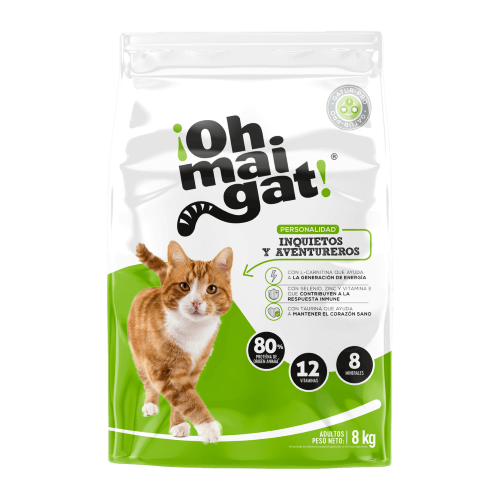 ¡Oh
mai
gat!®
PERSONALIDAD
INQUIETOS
Y AVENTUREROS
CON L-CARNITINA QUE AYUDA
A LA GENERACIÓN DE ENERGÍA
CON SELENIO, ZINC Y VITAMINA E
QUE CONTRIBUYEN A LA
RESPUESTA INMUNE
CON TAURINA QUE AYUDA
A MANTENER EL CORAZÓN SANO
80%
PROTEÍNA DE
ORIGEN ANIMAL
12
VITAMINAS
8
MINERALES
ADULTOS
PESO NETO: 8 kg